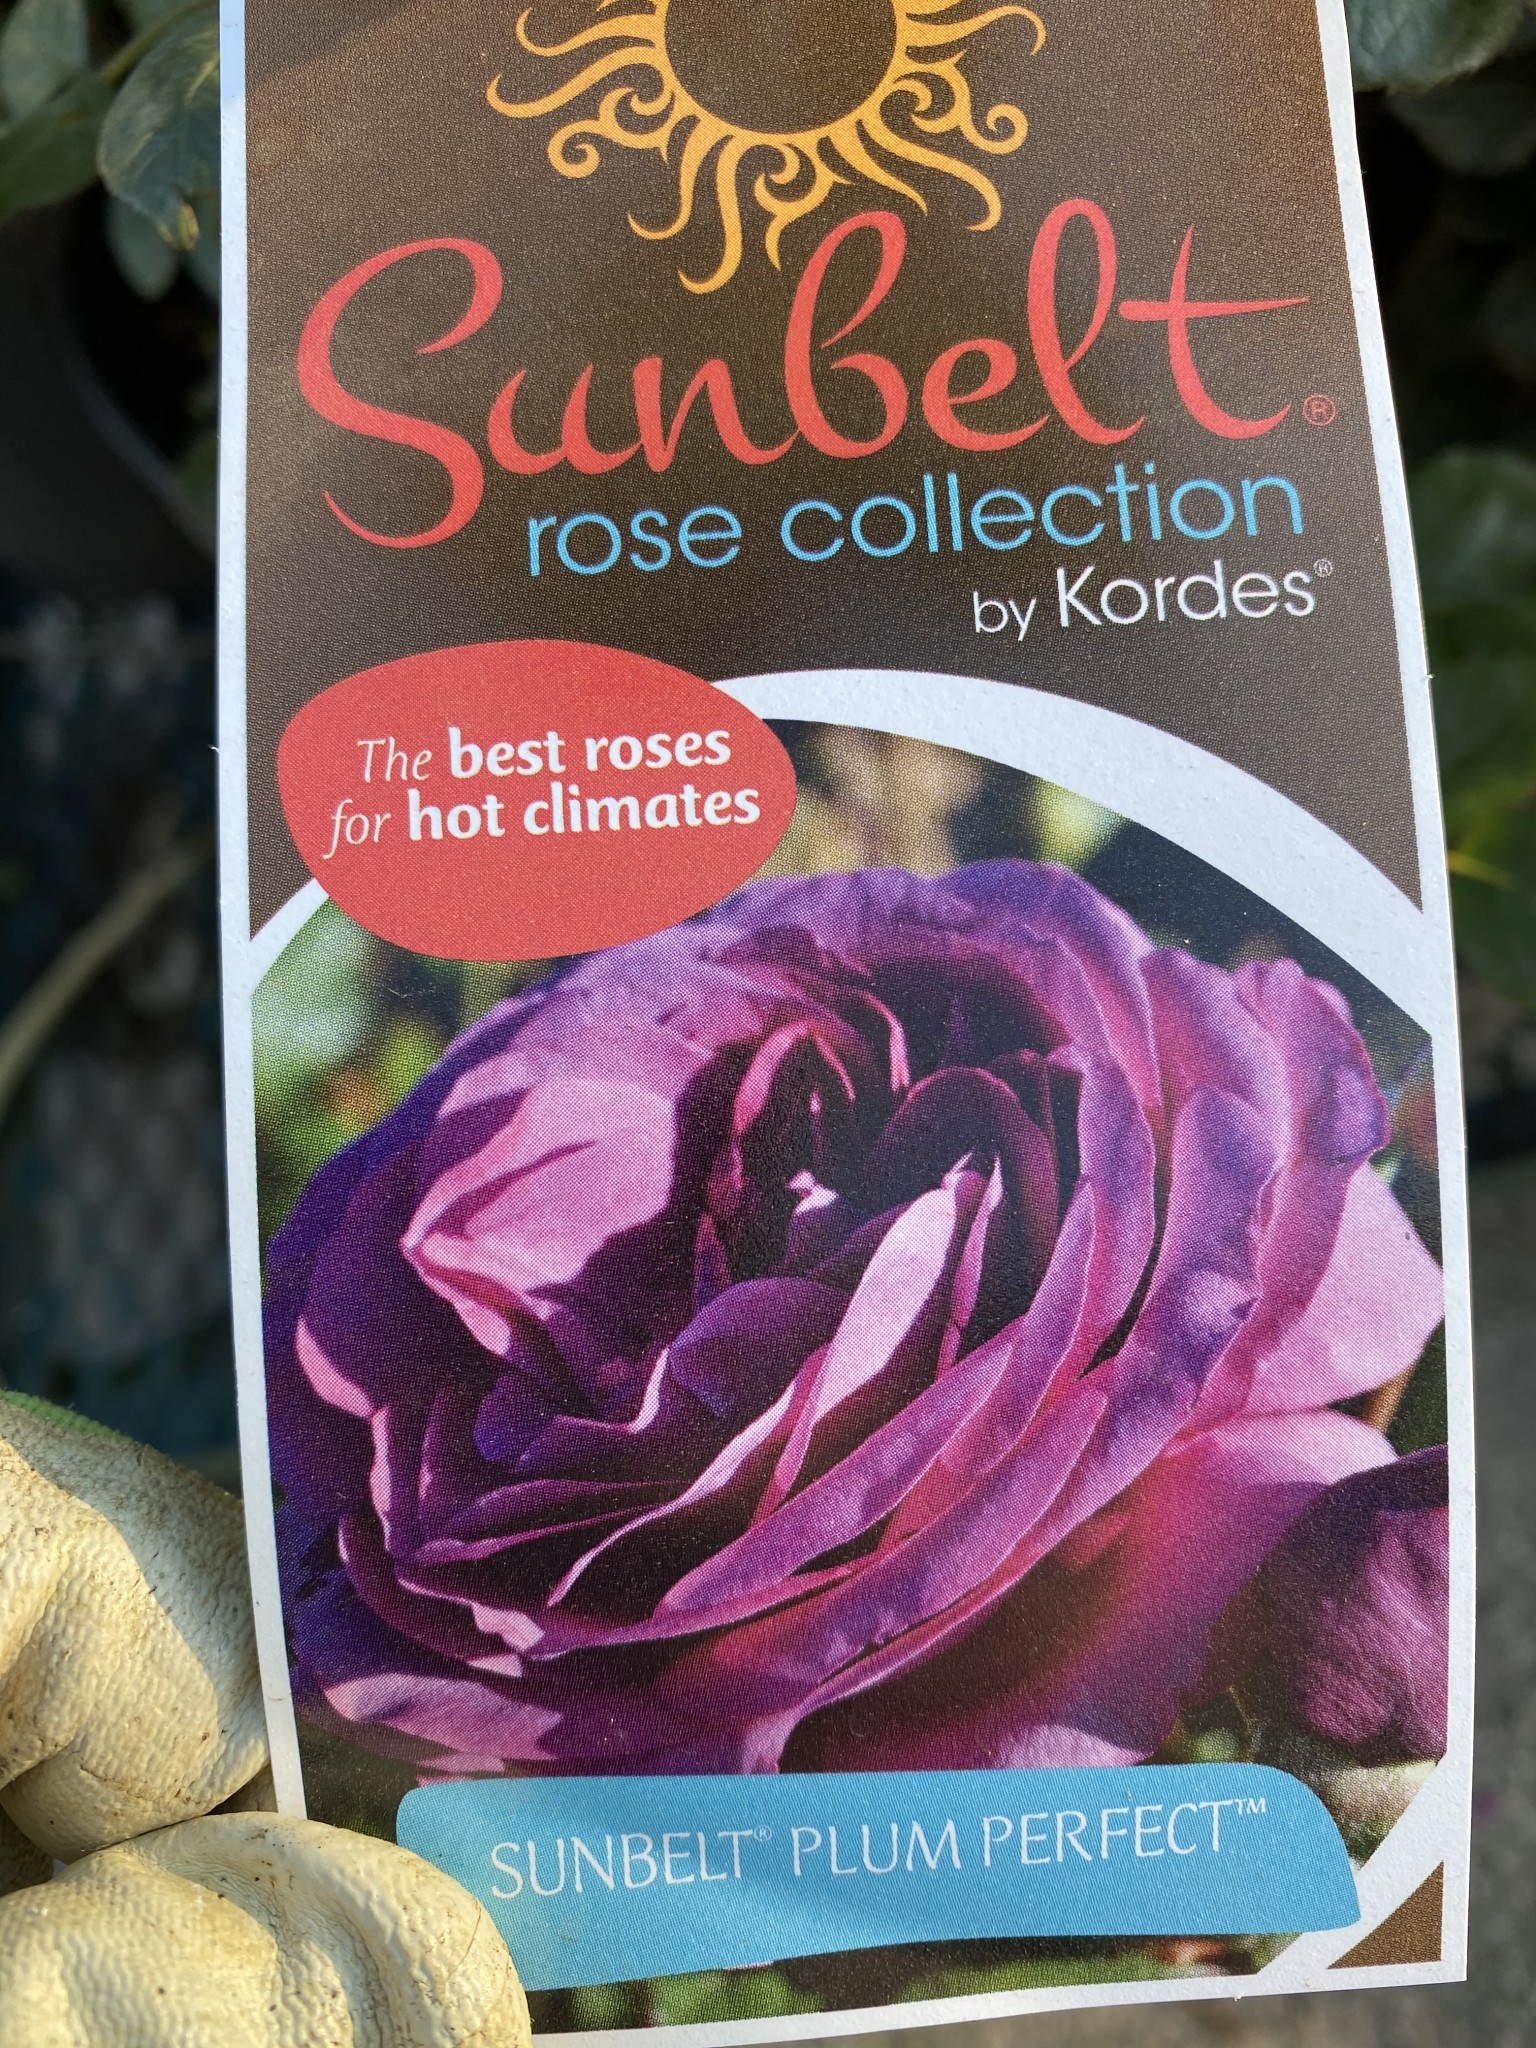 Sunbelt®
rose collection
by Kordes®
The best roses
for hot climates
SUNBELT® PLUM PERFECT™